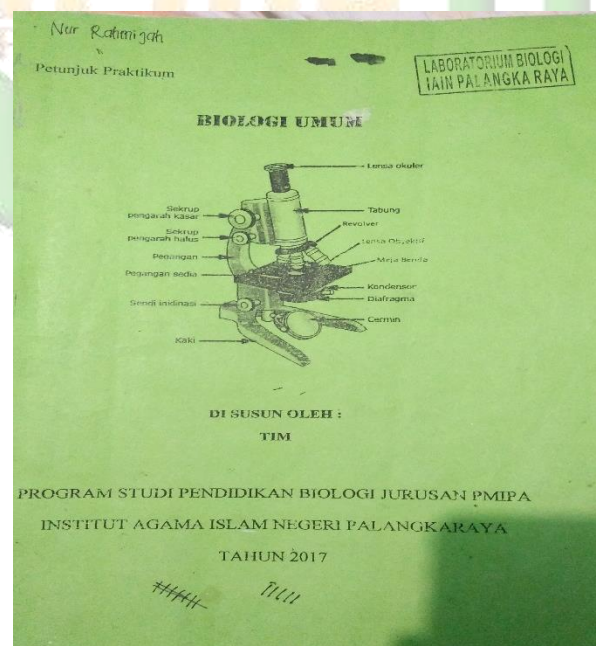 Nur Rahmijah
Petunjuk Praktikum
LABORATORIUM BIOLOGI
IAIN PALANGKA RAYA
BIOLOGI UMUM
Lensa okuler
Sekrup
pengarah kasar
Tabung
Revolver
Sekrup
pengarah halus
Lensa Obyektif
Pegangan
Meja Benda
Pegangan sedia
Kondensor
Diafragma
Sendi inklinasi
Cermin
Kaki
DI SUSUN OLEH :
TIM
PROGRAM STUDI PENDIDIKAN BIOLOGI JURUSAN PMIPA
INSTITUT AGAMA ISLAM NEGERI PALANGKARAYA
TAHUN 2017